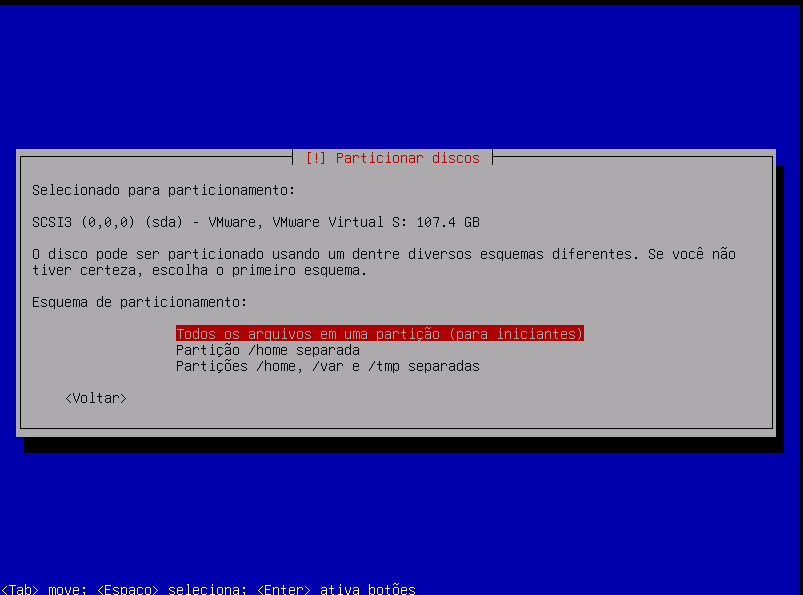 [!] Particionar discos
Selecionado para particionamento:
SCSI3 (0,0,0) (sda) - VMware, VMware Virtual S: 107.4 GB
O disco pode ser particionado usando um dentre diversos esquemas diferentes. Se você não
tiver certeza, escolha o primeiro esquema.
Esquema de particionamento:
Todos os arquivos em uma partição (para iniciantes)
Partição /home separada
Partições /home, /var e /tmp separadas
<Voltar>
<Tab> move; <Espaço> seleciona; <Enter> ativa botões